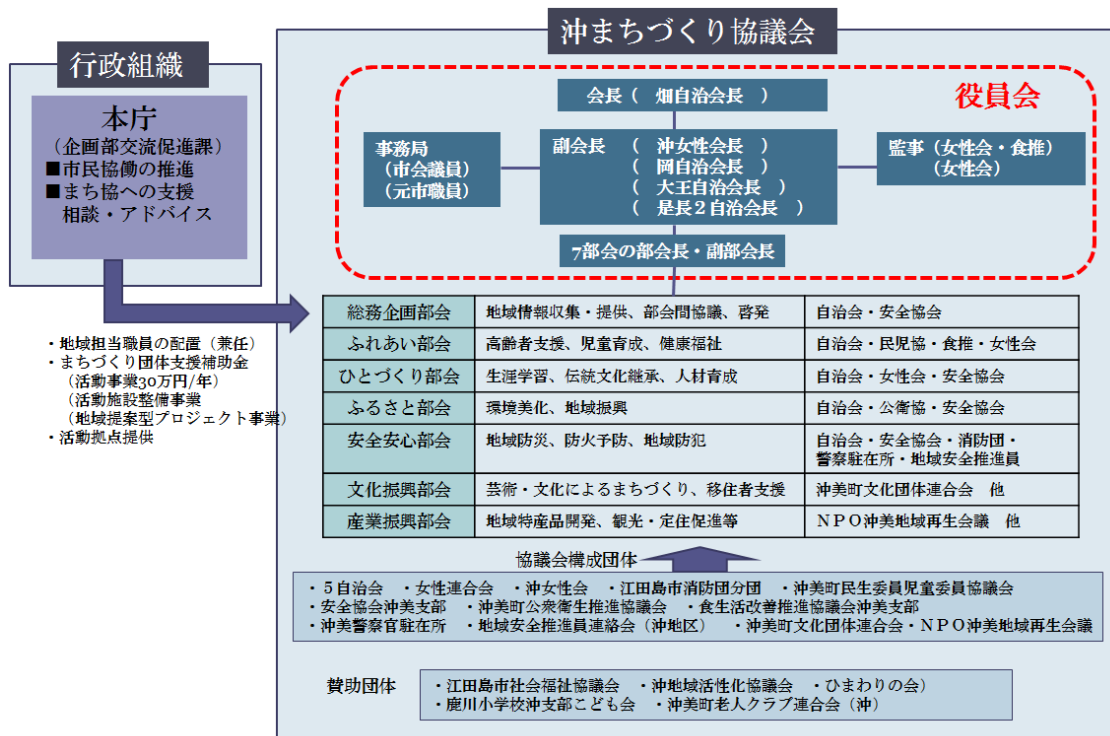 行政組織
本庁
（企画部交流促進課）
■市民協働の推進
■まち協への支援
相談・アドバイス
・地域担当職員の配置（兼任）
・まちづくり団体支援補助金
（活動事業30万円/年）
（活動施設整備事業
（地域提案型プロジェクト事業）
・活動拠点提供
沖まちづくり協議会
役員会
会長（　畑自治会長　）
事務局
（市会議員）
（元市職員）
副会長　（　沖女性会長　）
（　岡自治会長　）
（　大王自治会長　）
（　是長２自治会長　）
監事（女性会・食推）
（女性会）
7部会の部会長・副部会長
総務企画部会　地域情報収集・提供、部会間協議、啓発　自治会・安全協会
ふれあい部会　高齢者支援、児童育成、健康福祉　自治会・民児協・食推・女性会
ひとづくり部会　生涯学習、伝統文化継承、人材育成　自治会・女性会・安全協会
ふるさと部会　環境美化、地域振興　自治会・公衛協・安全協会
安全安心部会　地域防災、防火予防、地域防犯　自治会・安全協会・消防団・
警察駐在所・地域安全推進員
文化振興部会　芸術・文化によるまちづくり、移住者支援　沖美町文化団体連合会　他
産業振興部会　地域特産品開発、観光・定住促進等　ＮＰＯ沖美地域再生会議　他
協議会構成団体
・５自治会　・女性連合会　・沖女性会　・江田島市消防団分団　・沖美町民生委員児童委員協議会
・安全協会沖美支部　・沖美町公衆衛生推進協議会　・食生活改善推進協議会沖美支部
・沖美警察官駐在所　・地域安全推進員連絡会（沖地区）　・沖美町文化団体連合会・ＮＰＯ沖美地域再生会議
賛助団体
・江田島市社会福祉協議会　・沖地域活性化協議会　・ひまわりの会）
・鹿川小学校沖支部こども会　・沖美町老人クラブ連合会（沖）